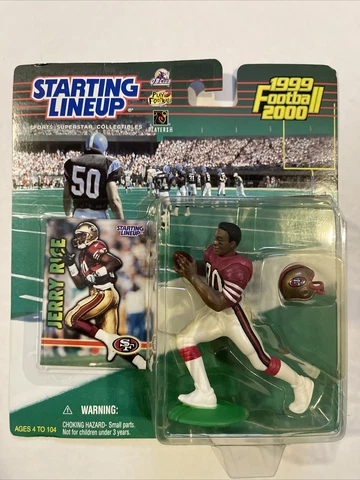 STARTING
LINEUP
SPORTS SUPERSTAR COLLECTIBLES
PLAYERS
1999
Football
2000
50
STARTING
LINEUP
JERRY RICE
80
WARNING:
CHOKING HAZARD- Small parts.
Not for children under 3 years.
AGES 4 TO 104